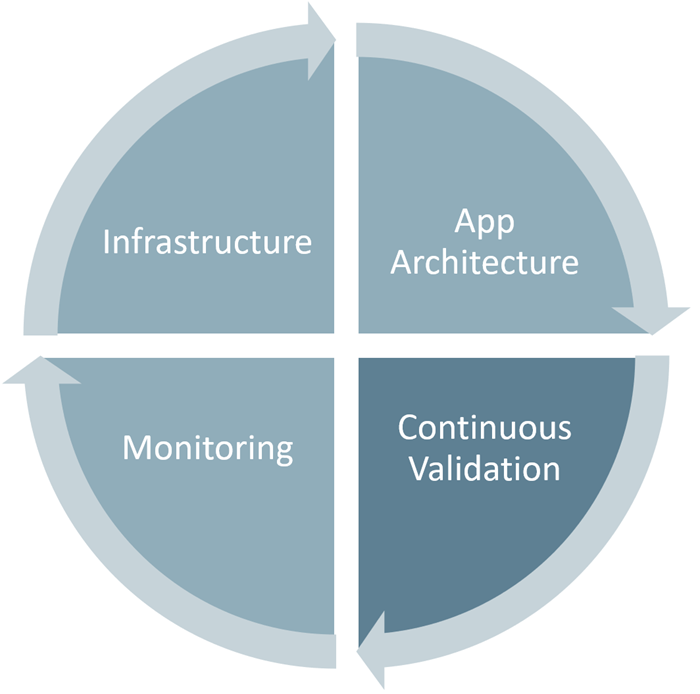 Infrastructure
App
Architecture
Monitoring
Continuous
Validation